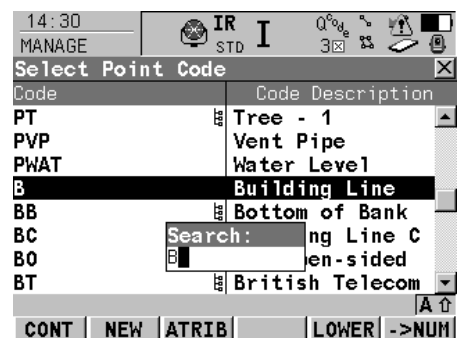 14:30 IR Qcode
MANAGE STD I 3
Select Point Code
Code Code Description
PT Tree - 1
PVP Vent Pipe
PWAT Water Level
B Building Line
BB Bottom of Bank
BC ng Line C
BO en-sided
BT British Telecom
Search:
B
A
CONT NEW ATRIB LOWER ->NUM